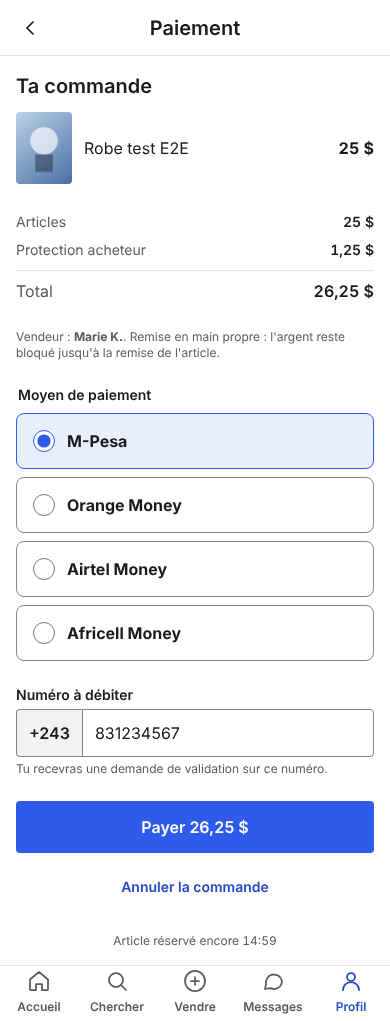 Paiement
Ta commande
Robe test E2E 25 $
Articles 25 $
Protection acheteur 1,25 $
Total 26,25 $
Vendeur : Marie K.. Remise en main propre : l'argent reste
bloqué jusqu'à la remise de l'article.
Moyen de paiement
M-Pesa
Orange Money
Airtel Money
Africell Money
Numéro à débiter
+243 831234567
Tu recevras une demande de validation sur ce numéro.
Payer 26,25 $
Annuler la commande
Article réservé encore 14:59
Accueil Chercher Vendre Messages Profil